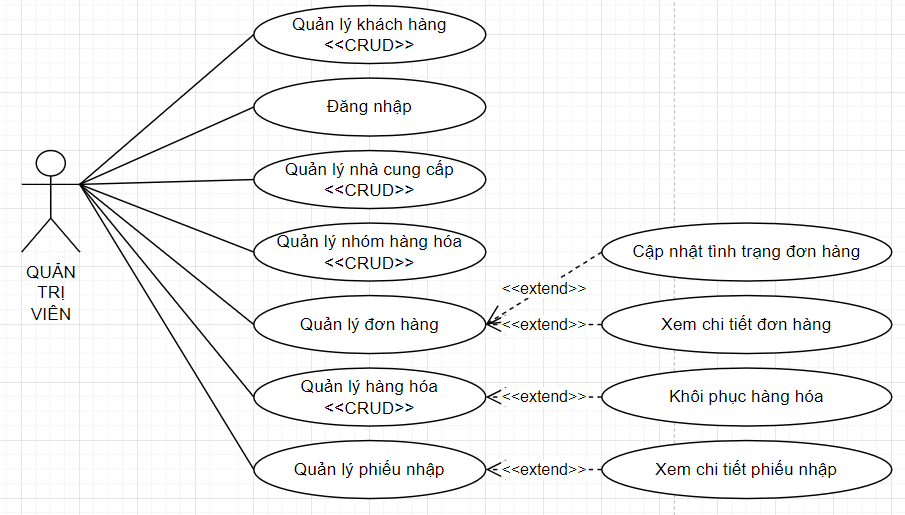 Quản lý khách hàng
<<CRUD>>
Đăng nhập
Quản lý nhà cung cấp
<<CRUD>>
Quản lý nhóm hàng hóa
<<CRUD>>
Quản lý đơn hàng
Quản lý hàng hóa
<<CRUD>>
Quản lý phiếu nhập
QUẢN
TRỊ
VIÊN
<<extend>>
<<extend>>
<<extend>>
<<extend>>
Cập nhật tình trạng đơn hàng
Xem chi tiết đơn hàng
Khôi phục hàng hóa
Xem chi tiết phiếu nhập